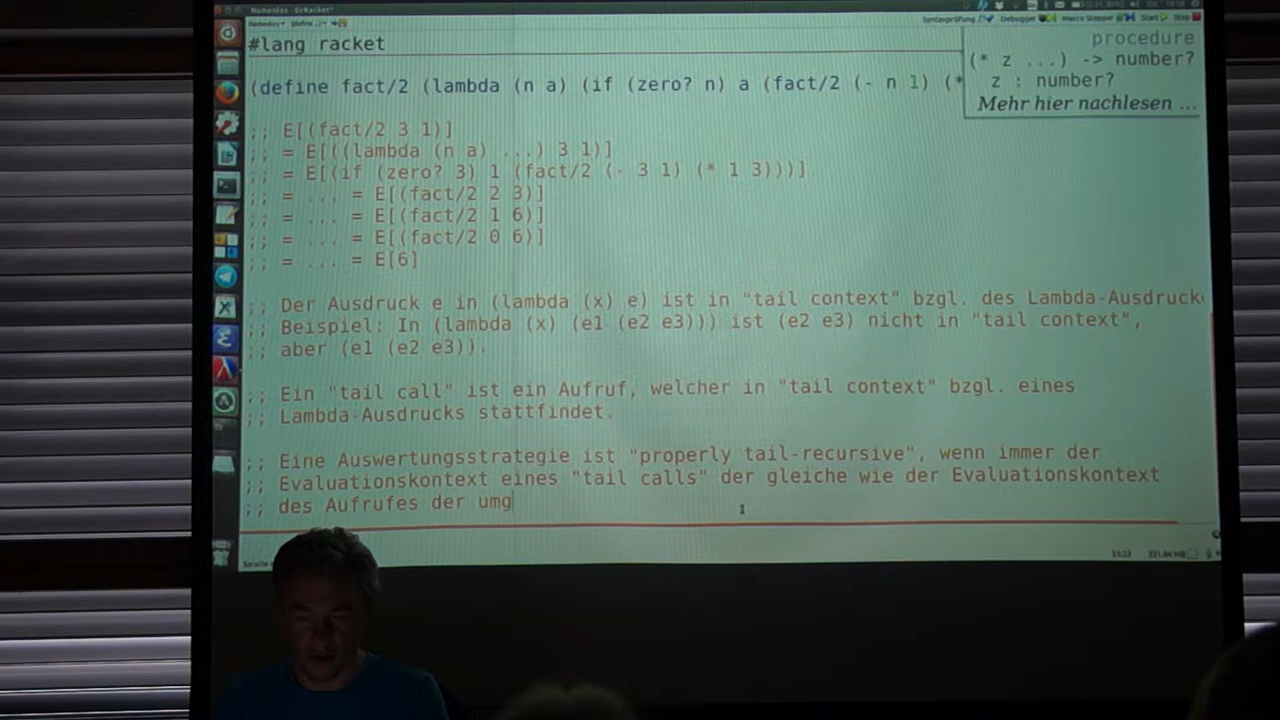 #lang racket
procedure
(* z ...) -> number?
z : number?
Mehr hier nachlesen ...
(define fact/2 (lambda (n a) (if (zero? n) a (fact/2 (- n 1) (*
;; E[(fact/2 3 1)]
;; = E[((lambda (n a) ...) 3 1)]
;; = E[(if (zero? 3) 1 (fact/2 (- 3 1) (* 1 3)))]
;; = ... = E[(fact/2 2 3)]
;; = ... = E[(fact/2 1 6)]
;; = ... = E[(fact/2 0 6)]
;; = ... = E[6]
;; Der Ausdruck e in (lambda (x) e) ist in "tail context" bzgl. des Lambda-Ausdruck
;; Beispiel: In (lambda (x) (e1 (e2 e3))) ist (e2 e3) nicht in "tail context",
;; aber (e1 (e2 e3)).
;; Ein "tail call" ist ein Aufruf, welcher in "tail context" bzgl. eines
;; Lambda-Ausdrucks stattfindet.
;; Eine Auswertungsstrategie ist "properly tail-recursive", wenn immer der
;; Evaluationskontext eines "tail calls" der gleiche wie der Evaluationskontext
;; des Aufrufes der umg